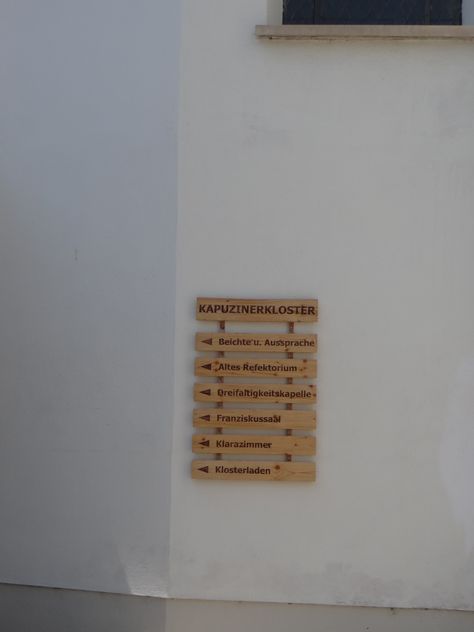 KAPUZINERKLOSTER
Beichte u. Aussprache
Altes Refektorium
Dreifaltigkeitskapelle
Franziskussaal
Klarazimmer
Klosterladen